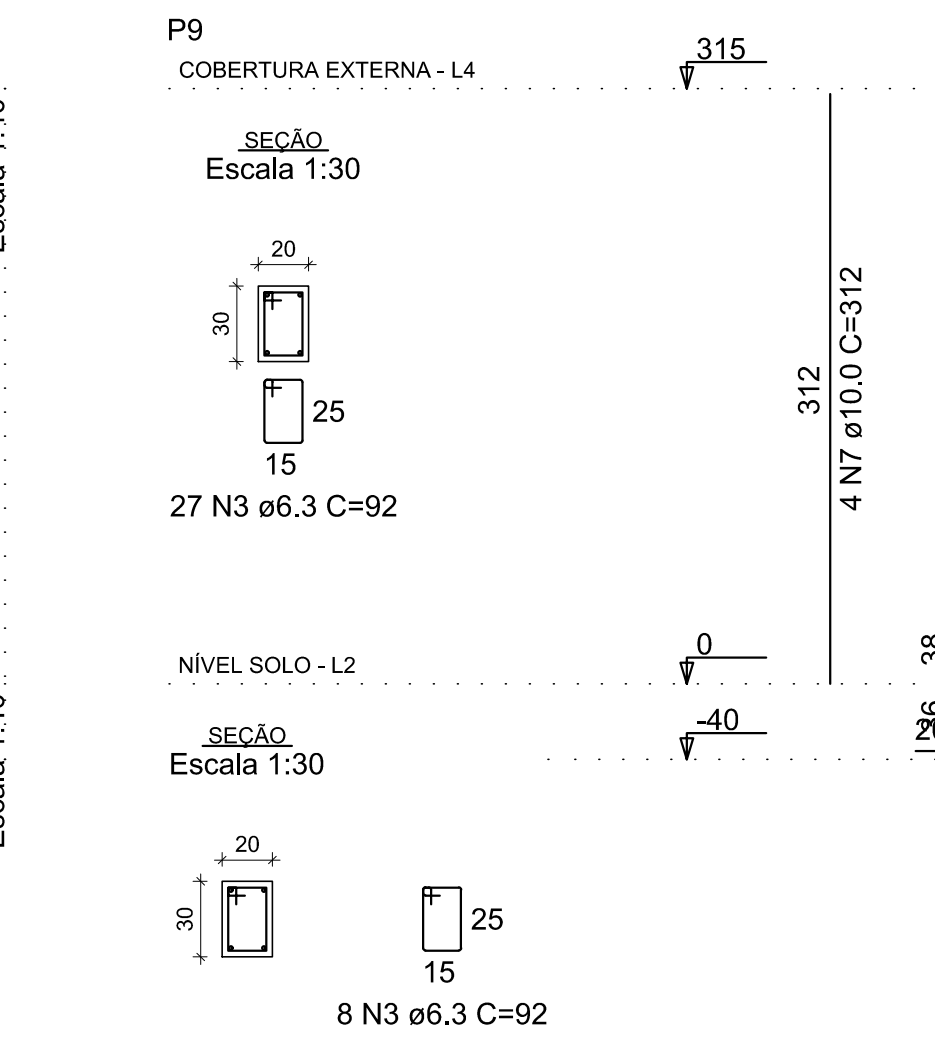 P9
COBERTURA EXTERNA - L4
315
SEÇÃO
Escala 1:30
20
30
25
15
27 N3 ø6.3 C=92
312
4 N7 ø10.0 C=312
NÍVEL SOLO - L2
0
38
SEÇÃO
Escala 1:30
-40
20
30
25
15
8 N3 ø6.3 C=92